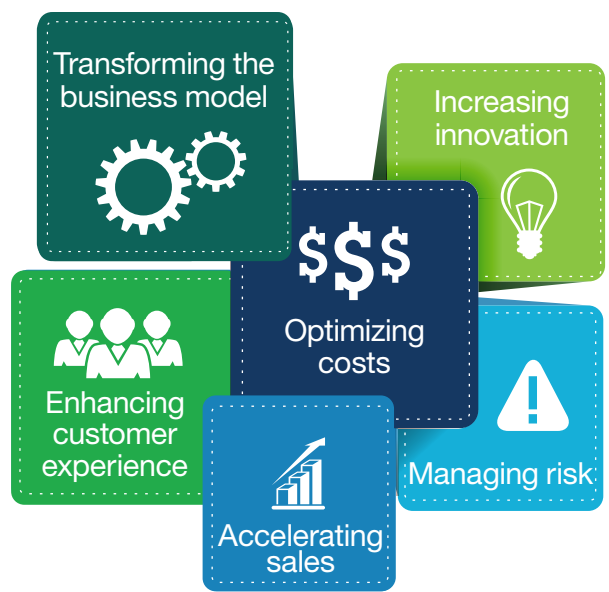 Transforming the
business model
Increasing
innovation
$$$
Optimizing
costs
Enhancing
customer
experience
Managing risk
Accelerating
sales